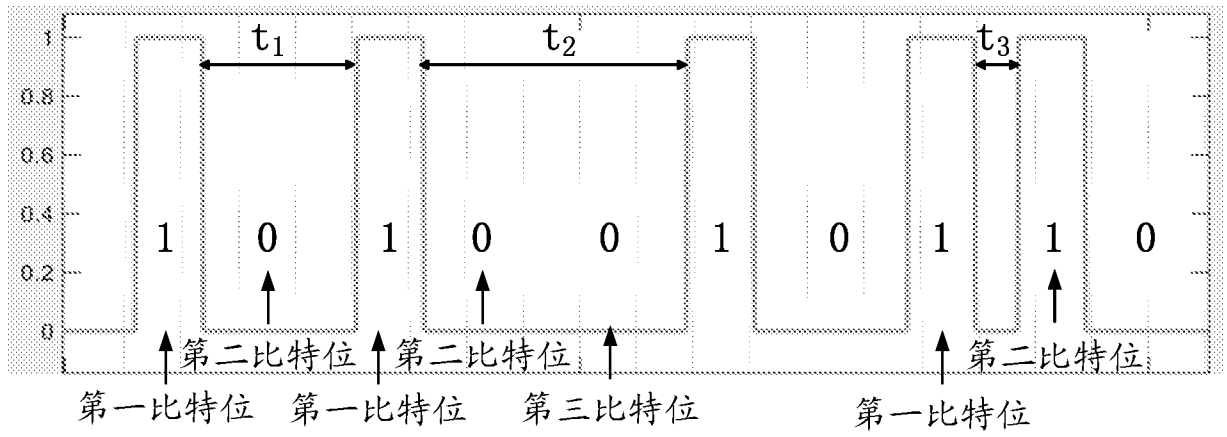 1
t₁
t₂
t₃
0.8
0.6
0.4
1 0 1 0 0 1 0 1 1 0
0.2
0
第二比特位 第二比特位 第二比特位
第一比特位 第一比特位 第三比特位 第一比特位